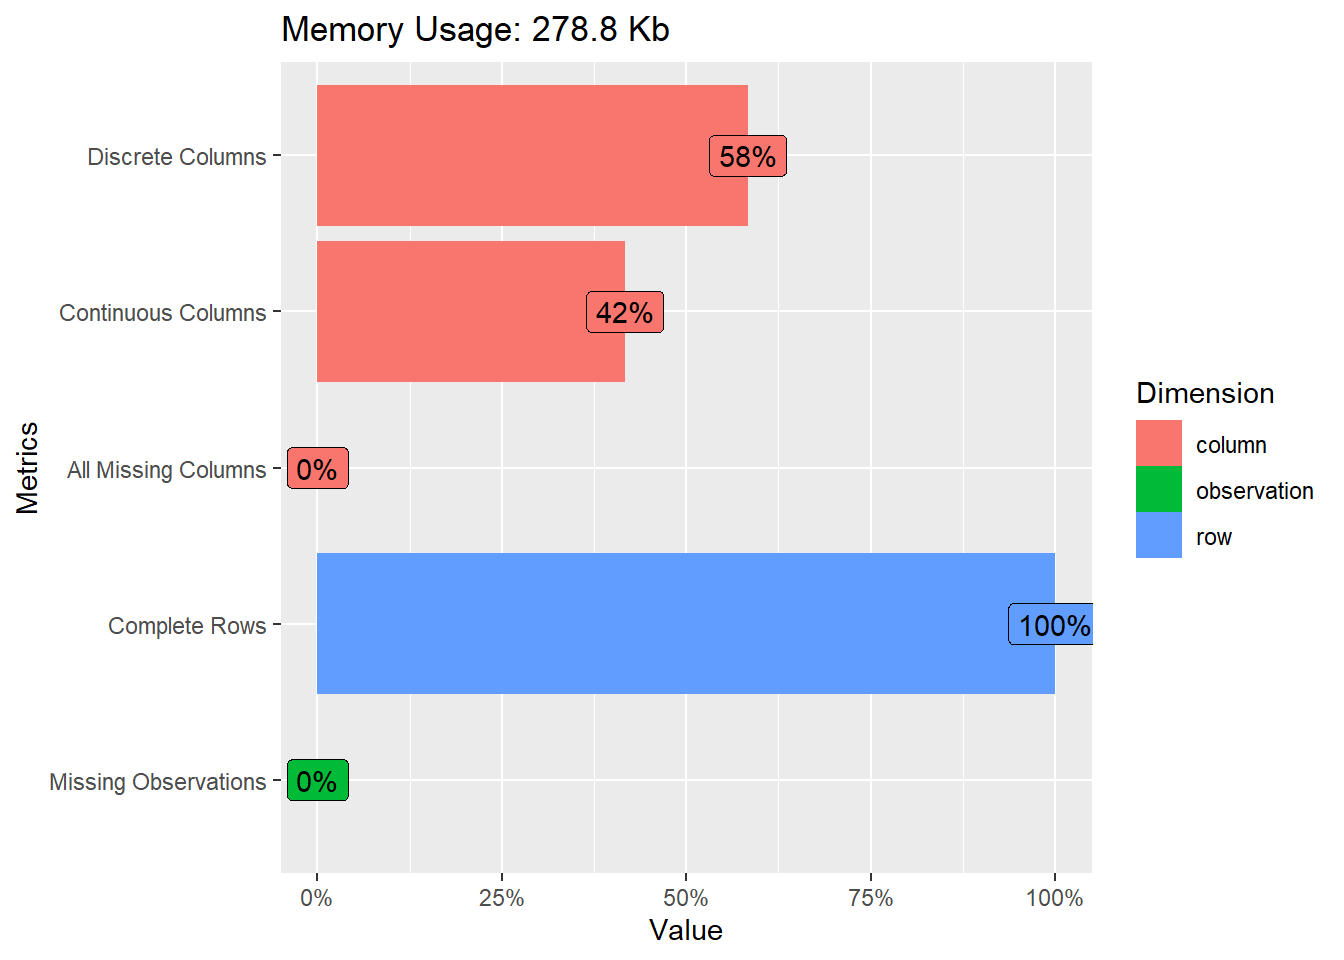 Memory Usage: 278.8 Kb
Metrics
Discrete Columns
58%
Continuous Columns
42%
All Missing Columns
0%
Complete Rows
100%
Missing Observations
0%
0%
25%
50%
75%
100%
Value
Dimension
column
observation
row